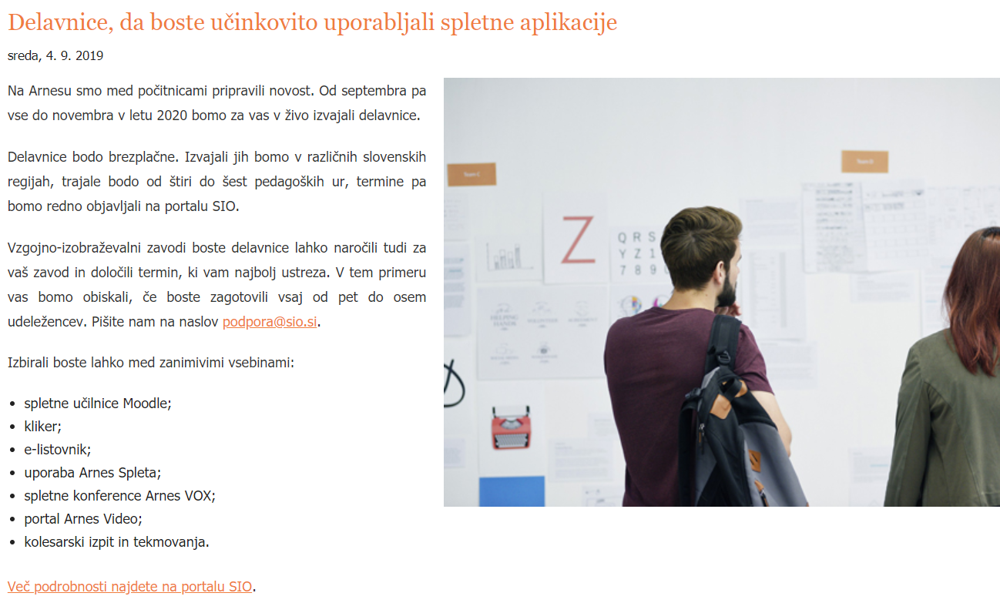 Delavnice, da boste učinkovito uporabljali spletne aplikacije
sreda, 4. 9. 2019
Na Arnesu smo med počitnicami pripravili novost. Od septembra pa
vse do novembra v letu 2020 bomo za vas v živo izvajali delavnice.
Delavnice bodo brezplačne. Izvajali jih bomo v različnih slovenskih
regijah, trajale bodo od štiri do šest pedagoških ur, termine pa
bomo redno objavljali na portalu SIO.
Vzgojno-izobraževalni zavodi boste delavnice lahko naročili tudi za
vaš zavod in določili termin, ki vam najbolj ustreza. V tem primeru
vas bomo obiskali, če boste zagotovili vsaj od pet do osem
udeležencev. Pišite nam na naslov podpora@sio.si.
Izbirali boste lahko med zanimivimi vsebinami:
• spletne učilnice Moodle;
• kliker;
• e-listovnik;
• uporaba Arnes Spleta;
• spletne konference Arnes VOX;
• portal Arnes Video;
• kolesarski izpit in tekmovanja.
Več podrobnosti najdete na portalu SIO.
Team C
Z
Q R S
Y Z 1
7 8 9 0
HELPING
HANDS